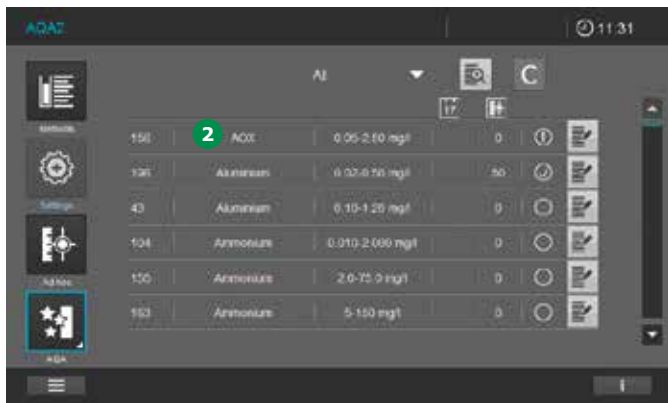 AQA2
11:31
All
C
Methods
156 2 AOX 0.05-2.50 mg/l 0
Settings
196 Aluminium 0.02-0.50 mg/l 50
43 Aluminium 0.10-1.20 mg/l 0
104 Ammonium 0.010-2.000 mg/l 0
Ad hoc
155 Ammonium 2.0-75.0 mg/l 0
163 Ammonium 5-150 mg/l 0
AQA
i